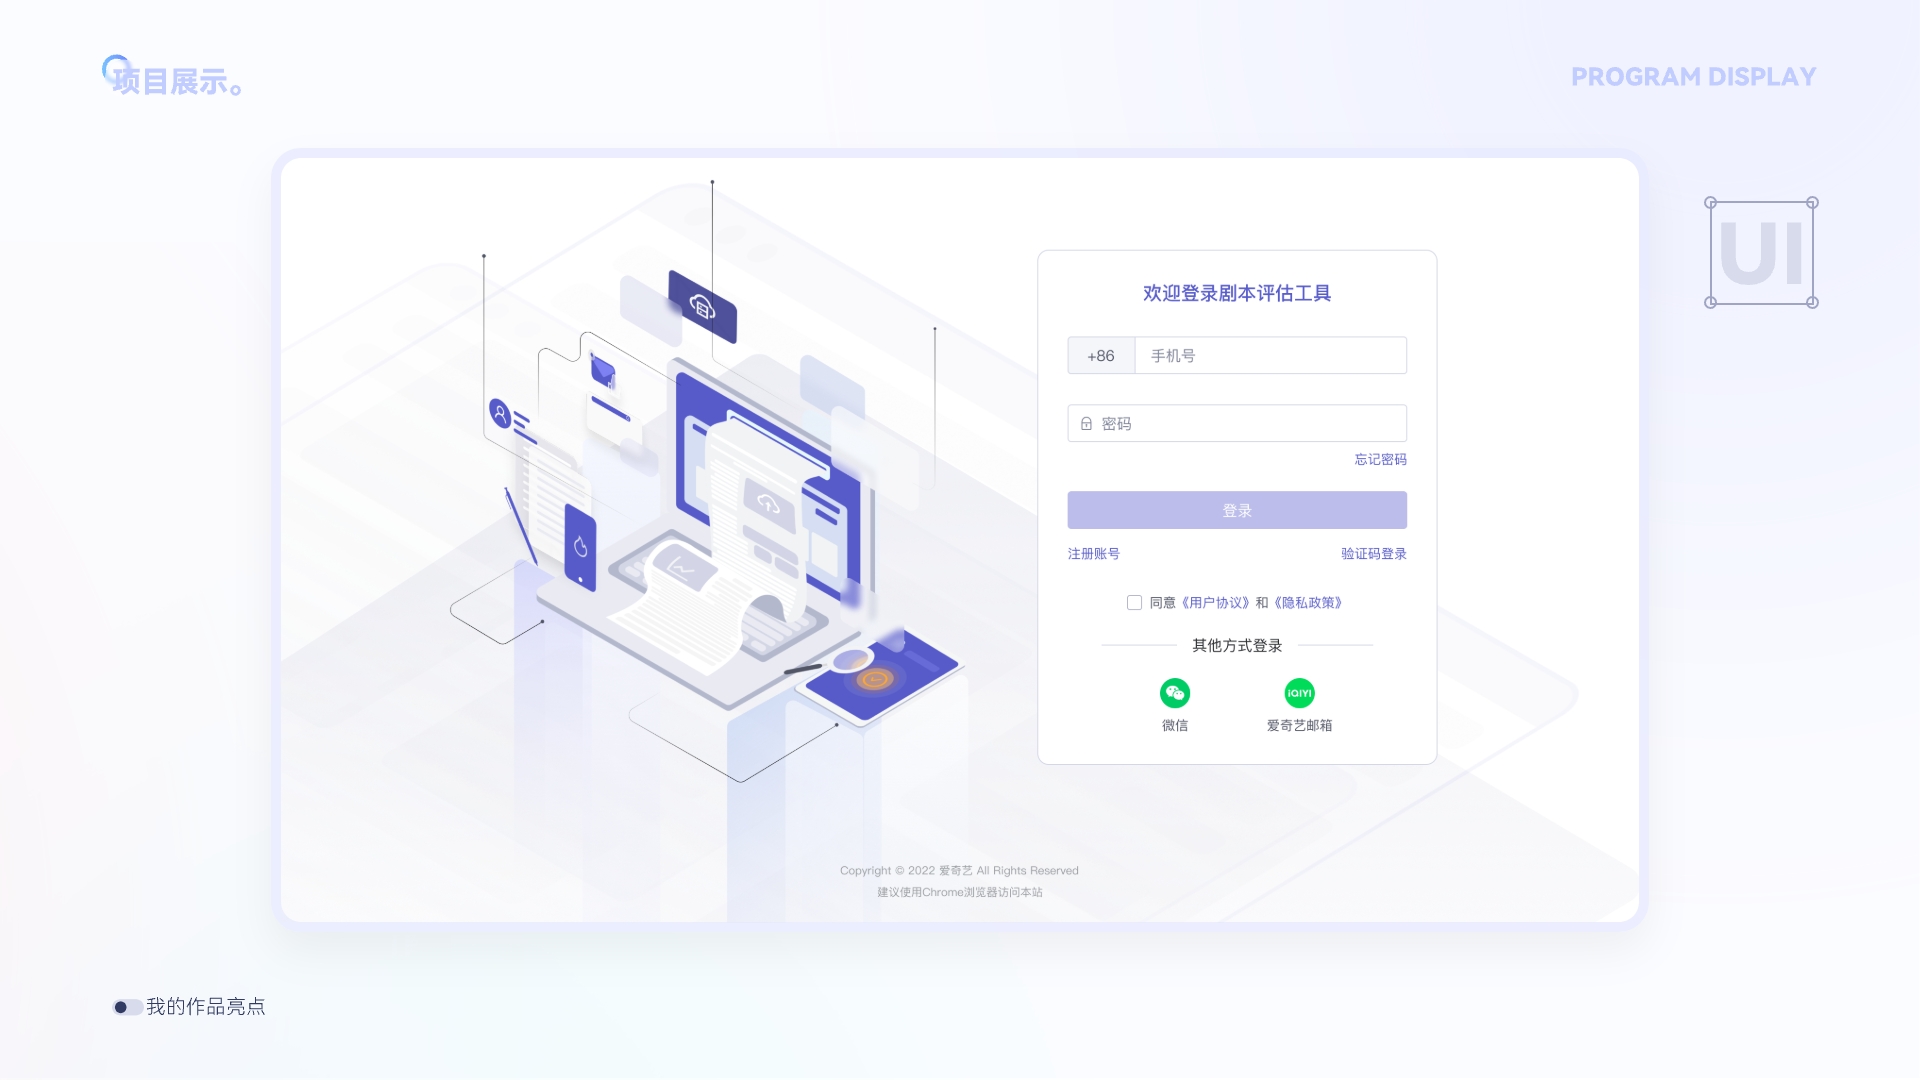 项目展示。
PROGRAM DISPLAY
UI
欢迎登录剧本评估工具
+86 手机号
密码
忘记密码
登录
注册账号 验证码登录
同意《用户协议》和《隐私政策》
其他方式登录
iQIYI
微信 爱奇艺邮箱
Copyright © 2022 爱奇艺 All Rights Reserved
建议使用Chrome浏览器访问本站
我的作品亮点